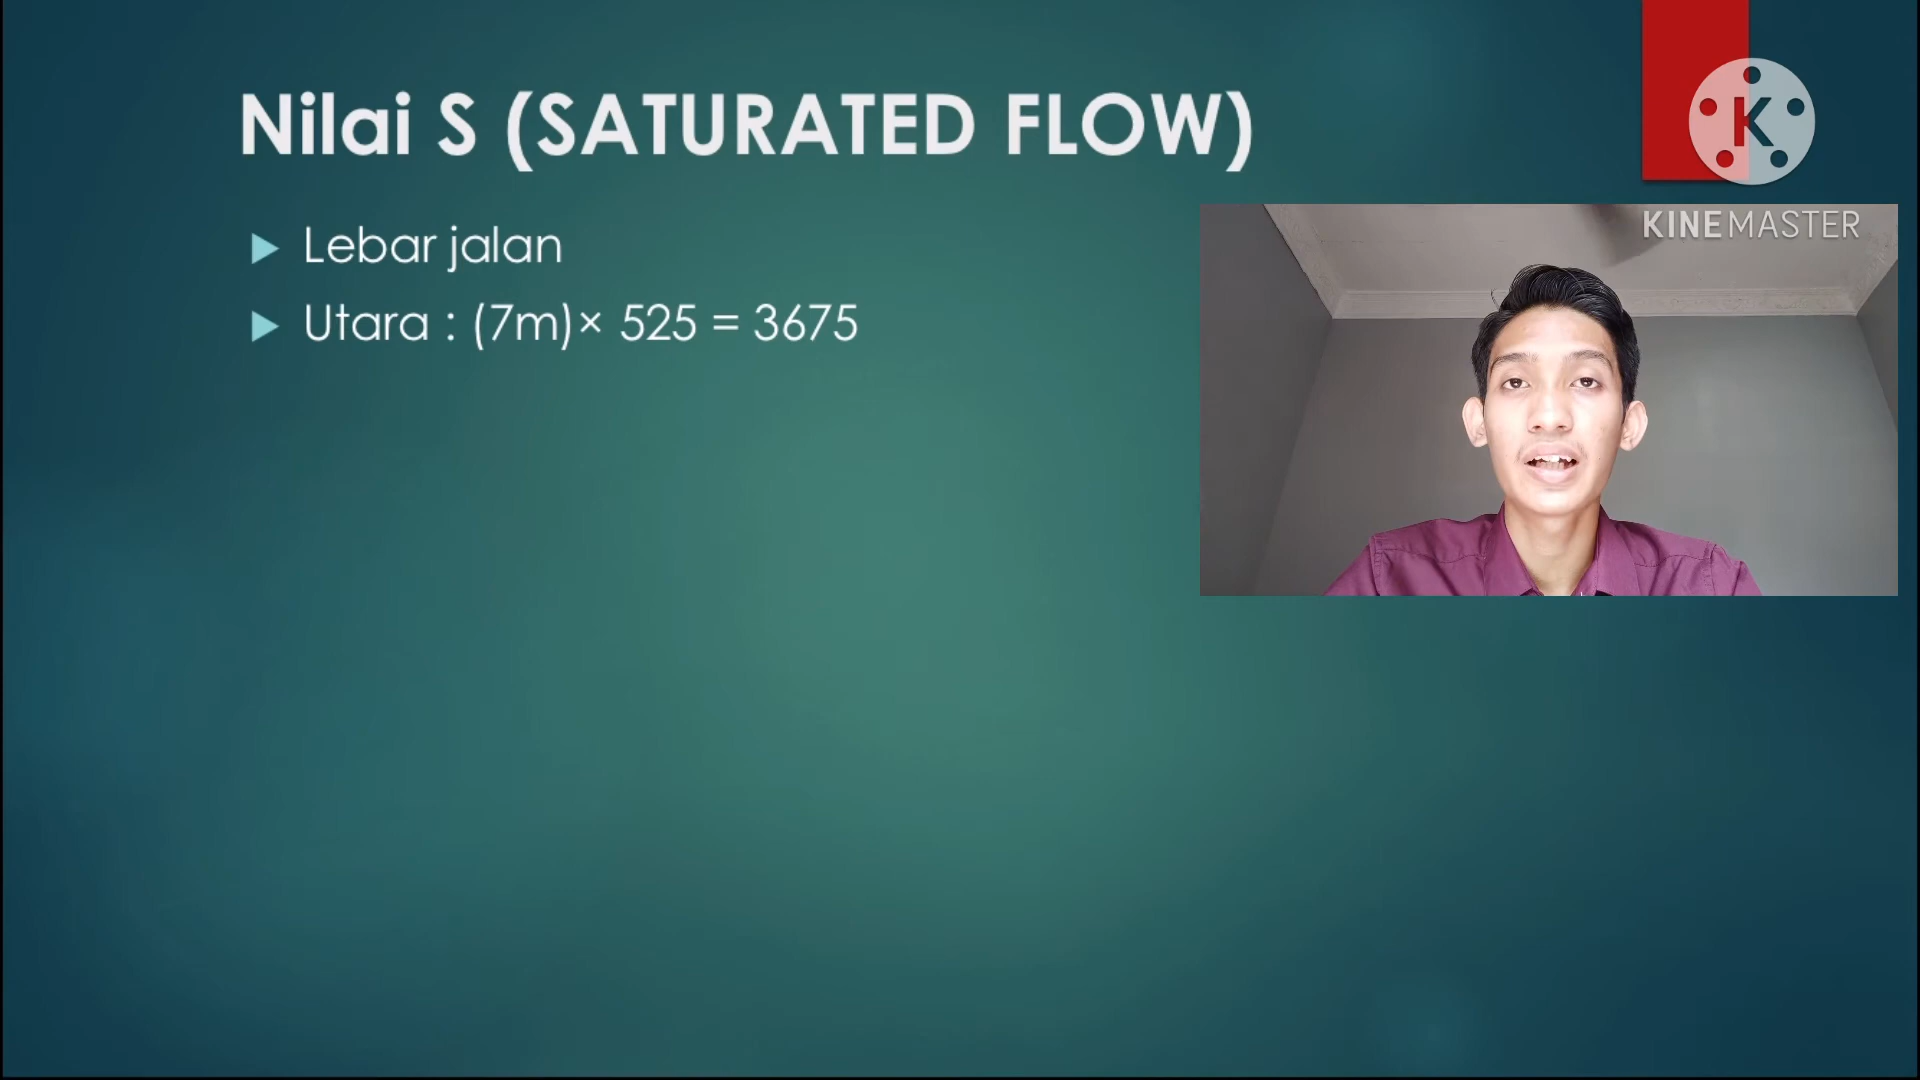 Nilai S (SATURATED FLOW)
Lebar jalan
Utara : (7m)× 525 = 3675
K
KINEMASTER